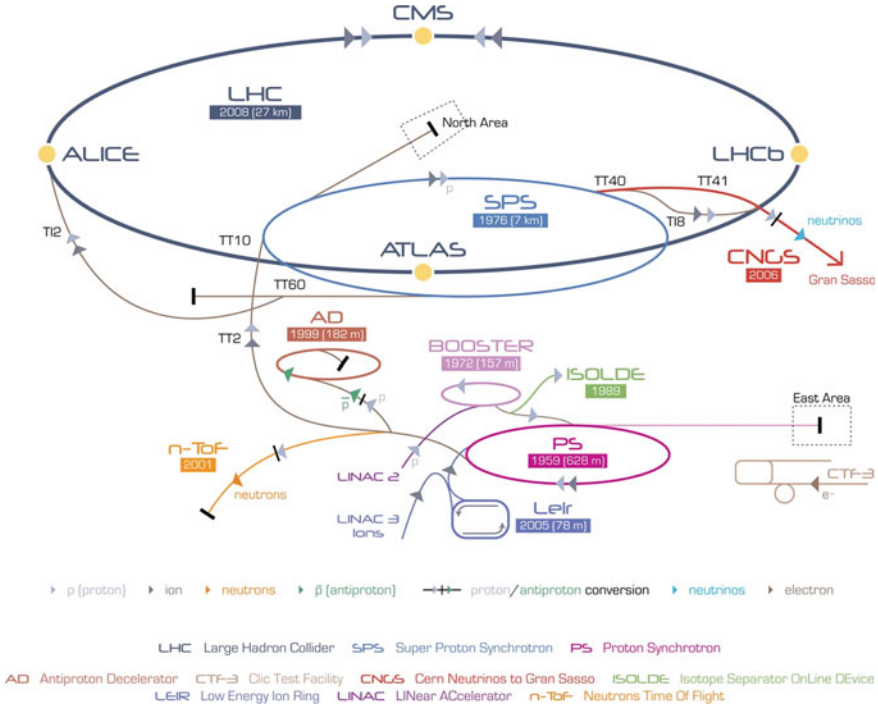 CMS
LHC
2008 (27 km)
North Area
ALICE
LHCb
TT40
TT41
p
SPS
1976 (7 km)
TI8
neutrinos
TI2
TT10
ATLAS
CNGS
2006
Gran Sasso
TT60
AD
1999 (182 m)
TT2
BOOSTER
1972 (157 m)
ISOLDE
1989
p̄
p
East Area
n-ToF
2001
PS
1959 (628 m)
p
LINAC 2
neutrons
CTF-3
e-
LINAC 3
Ions
Leir
2005 (78 m)
p (proton) ion neutrons p̄ (antiproton) proton/antiproton conversion neutrinos electron
LHC Large Hadron Collider SPS Super Proton Synchrotron PS Proton Synchrotron
AD Antiproton Decelerator CTF-3 Clic Test Facility CNGS Cern Neutrinos to Gran Sasso ISOLDE Isotope Separator OnLine DEvice
LEIR Low Energy Ion Ring LINAC LINear ACcelerator n-ToF Neutrons Time Of Flight